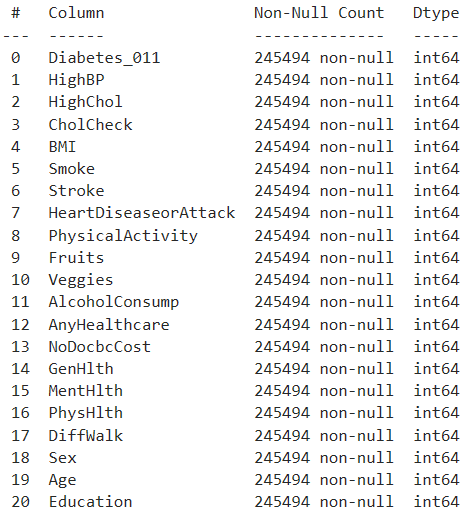 #   Column                Non-Null Count   Dtype
---  ------                --------------   -----
0   Diabetes_011          245494 non-null  int64
1   HighBP                245494 non-null  int64
2   HighChol              245494 non-null  int64
3   CholCheck             245494 non-null  int64
4   BMI                   245494 non-null  int64
5   Smoke                 245494 non-null  int64
6   Stroke                245494 non-null  int64
7   HeartDiseaseorAttack  245494 non-null  int64
8   PhysicalActivity      245494 non-null  int64
9   Fruits                245494 non-null  int64
10  Veggies               245494 non-null  int64
11  AlcoholConsump        245494 non-null  int64
12  AnyHealthcare         245494 non-null  int64
13  NoDocbcCost           245494 non-null  int64
14  GenHlth               245494 non-null  int64
15  MentHlth              245494 non-null  int64
16  PhysHlth              245494 non-null  int64
17  DiffWalk              245494 non-null  int64
18  Sex                   245494 non-null  int64
19  Age                   245494 non-null  int64
20  Education             245494 non-null  int64